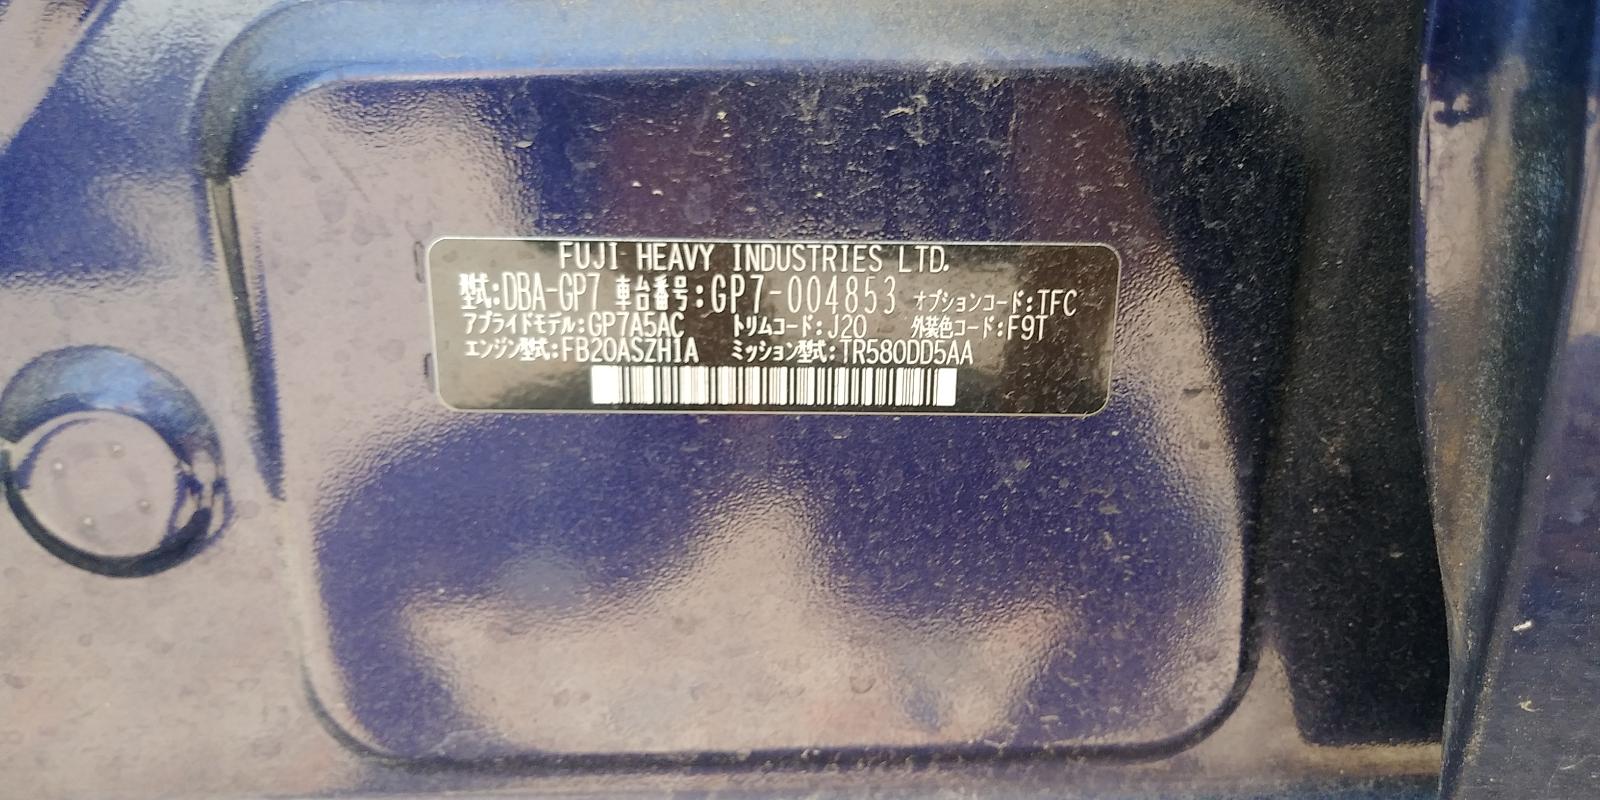 FUJI HEAVY INDUSTRIES LTD.
型式:DBA-GP7 車台番号:GP7-004853 オプションコード:TFC
アプライドモデル:GP7A5AC トリムコード:J20 外装色コード:F9T
エンジン型式:FB20ASZH1A ミッション型式:TR580DD5AA